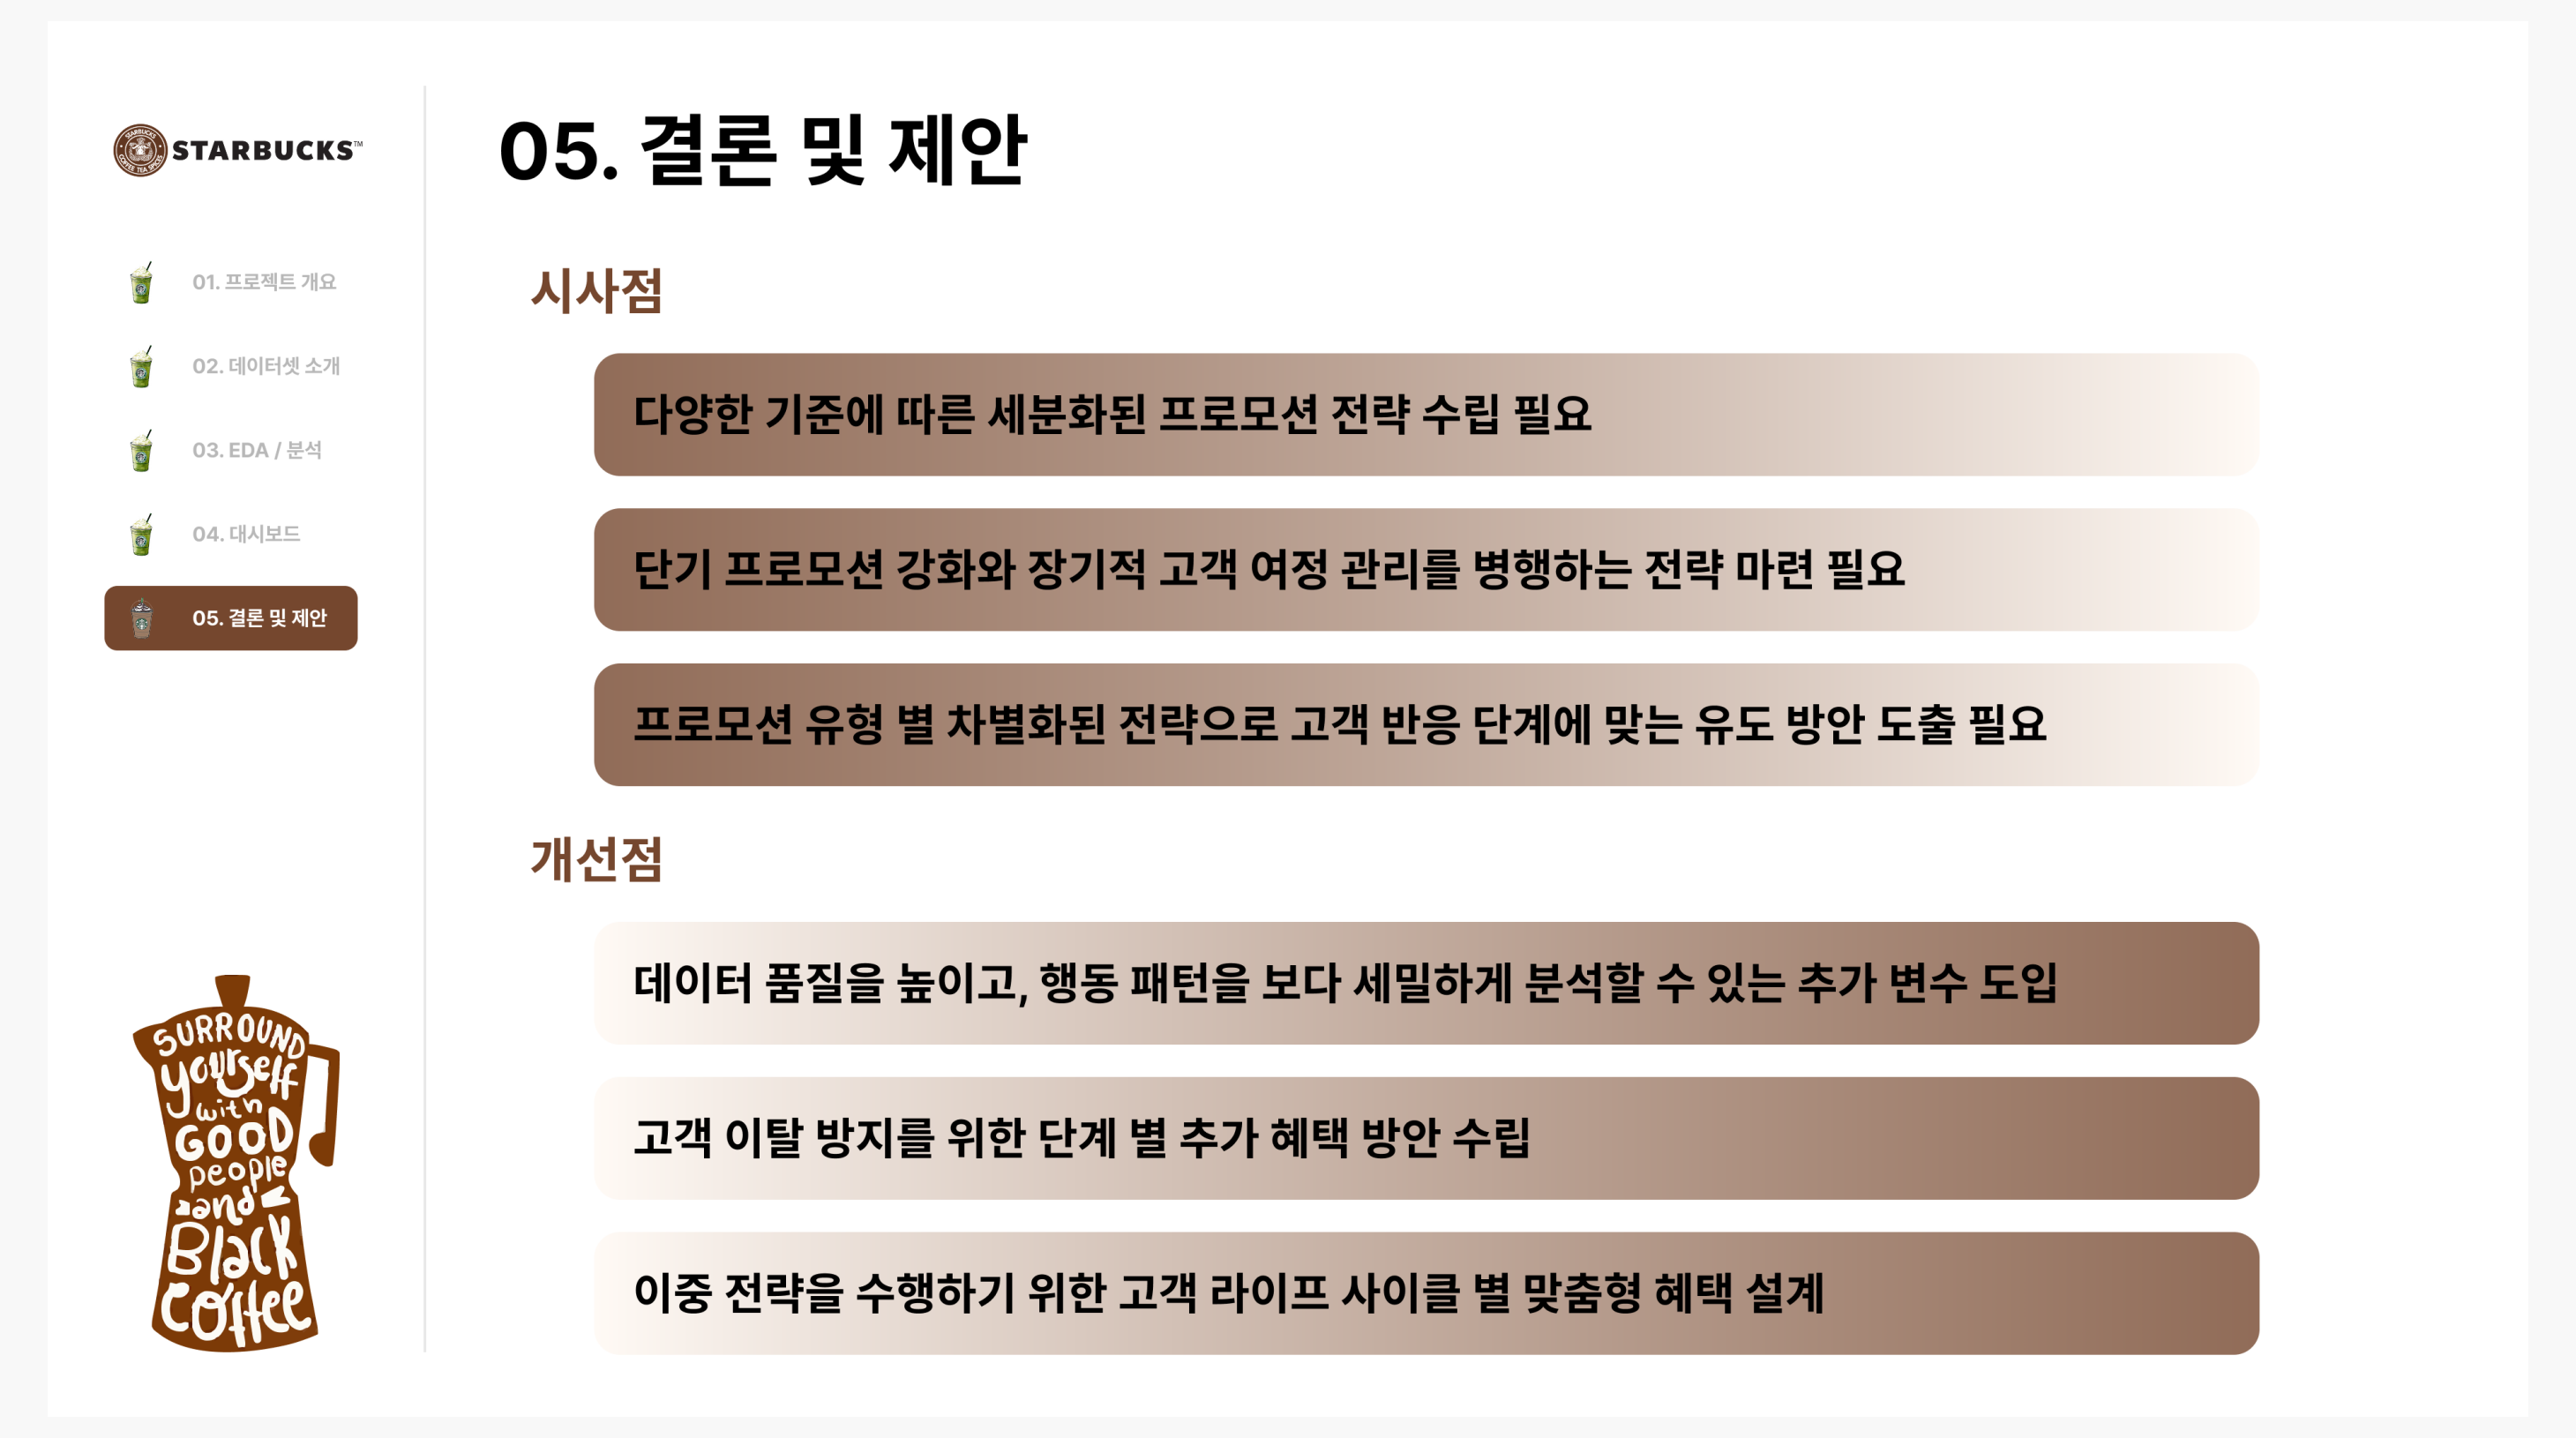 STARBUCKS™
01. 프로젝트 개요
02. 데이터셋 소개
03. EDA / 분석
04. 대시보드
05. 결론 및 제안
SURROUND
yourself
with
GOOD
people
and
Black
Coffee
05. 결론 및 제안
시사점
다양한 기준에 따른 세분화된 프로모션 전략 수립 필요
단기 프로모션 강화와 장기적 고객 여정 관리를 병행하는 전략 마련 필요
프로모션 유형 별 차별화된 전략으로 고객 반응 단계에 맞는 유도 방안 도출 필요
개선점
데이터 품질을 높이고, 행동 패턴을 보다 세밀하게 분석할 수 있는 추가 변수 도입
고객 이탈 방지를 위한 단계 별 추가 혜택 방안 수립
이중 전략을 수행하기 위한 고객 라이프 사이클 별 맞춤형 혜택 설계